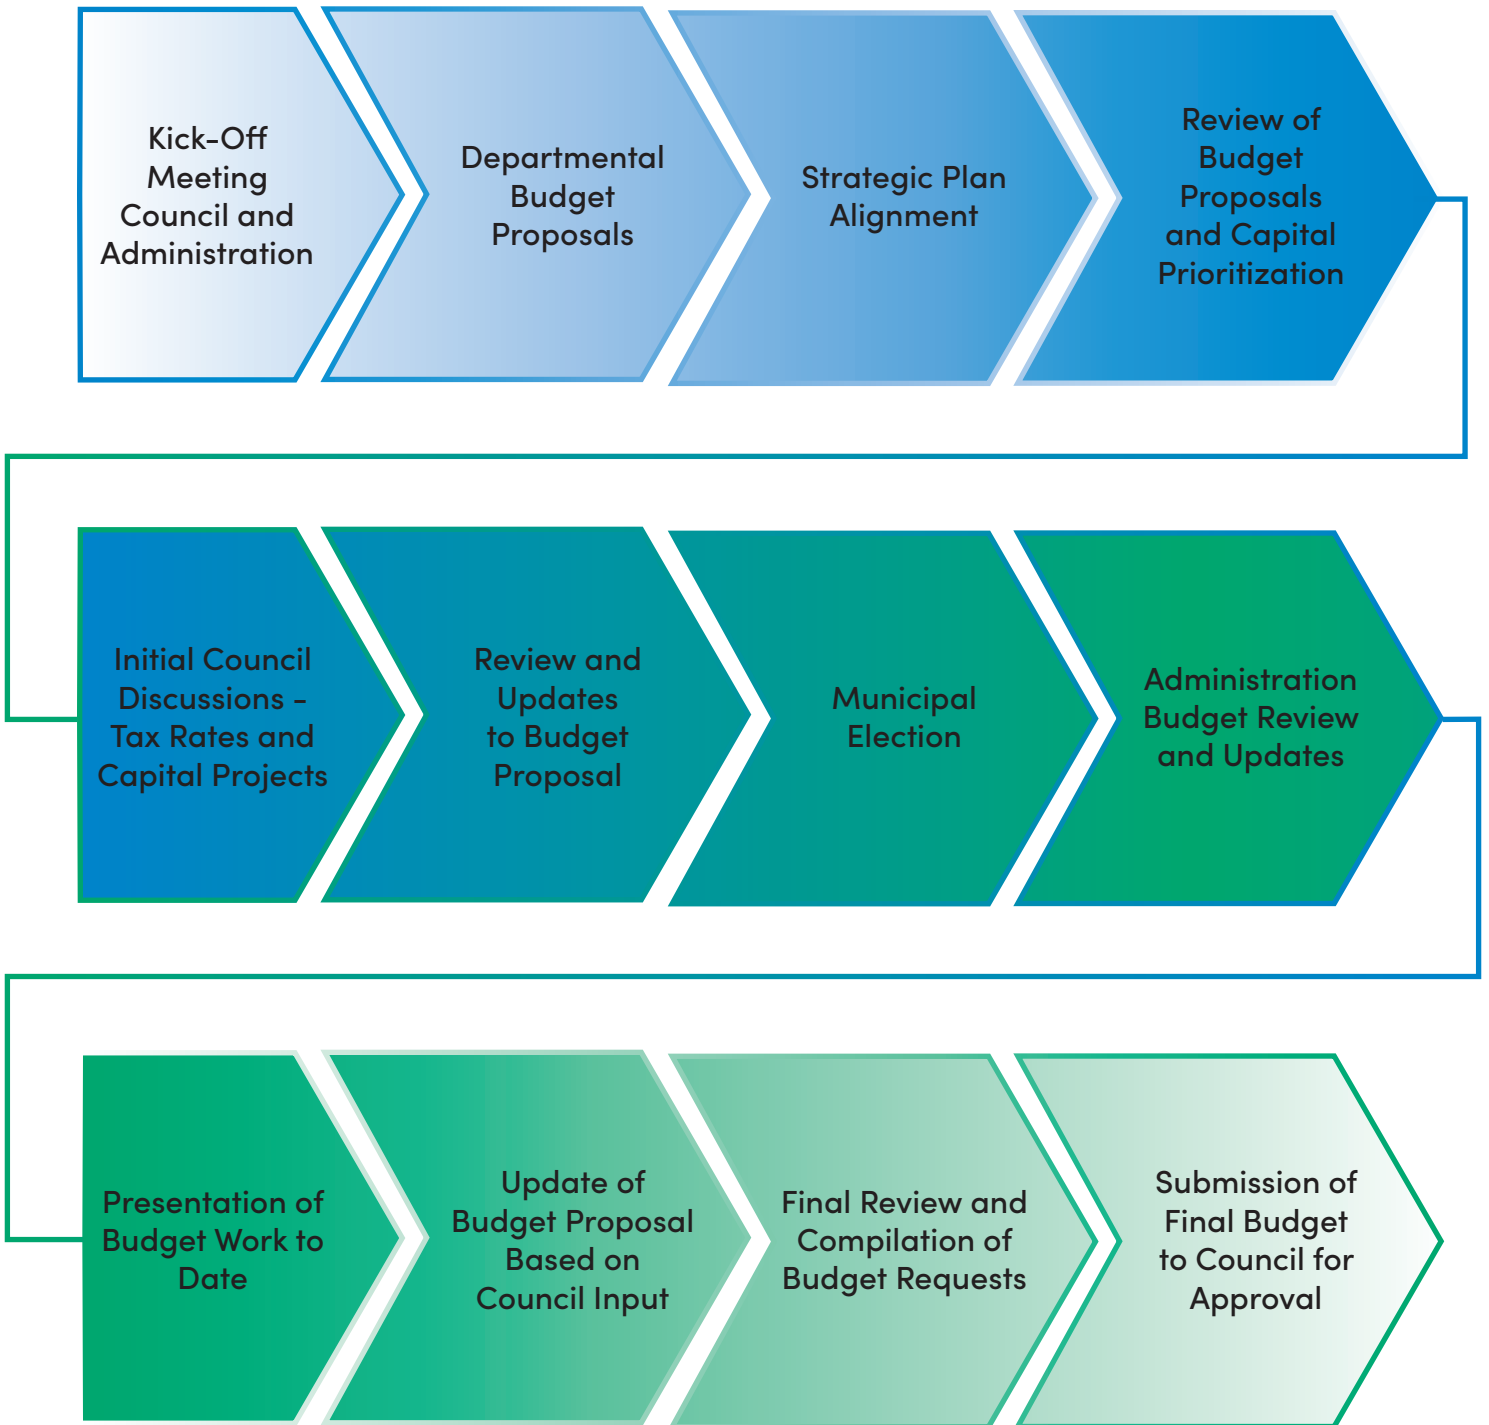 Kick-Off
Meeting
Council and
Administration
Departmental
Budget
Proposals
Strategic Plan
Alignment
Review of
Budget
Proposals
and Capital
Prioritization
Initial Council
Discussions -
Tax Rates and
Capital Projects
Review and
Updates
to Budget
Proposal
Municipal
Election
Administration
Budget Review
and Updates
Presentation of
Budget Work to
Date
Update of
Budget Proposal
Based on
Council Input
Final Review and
Compilation of
Budget Requests
Submission of
Final Budget
to Council for
Approval